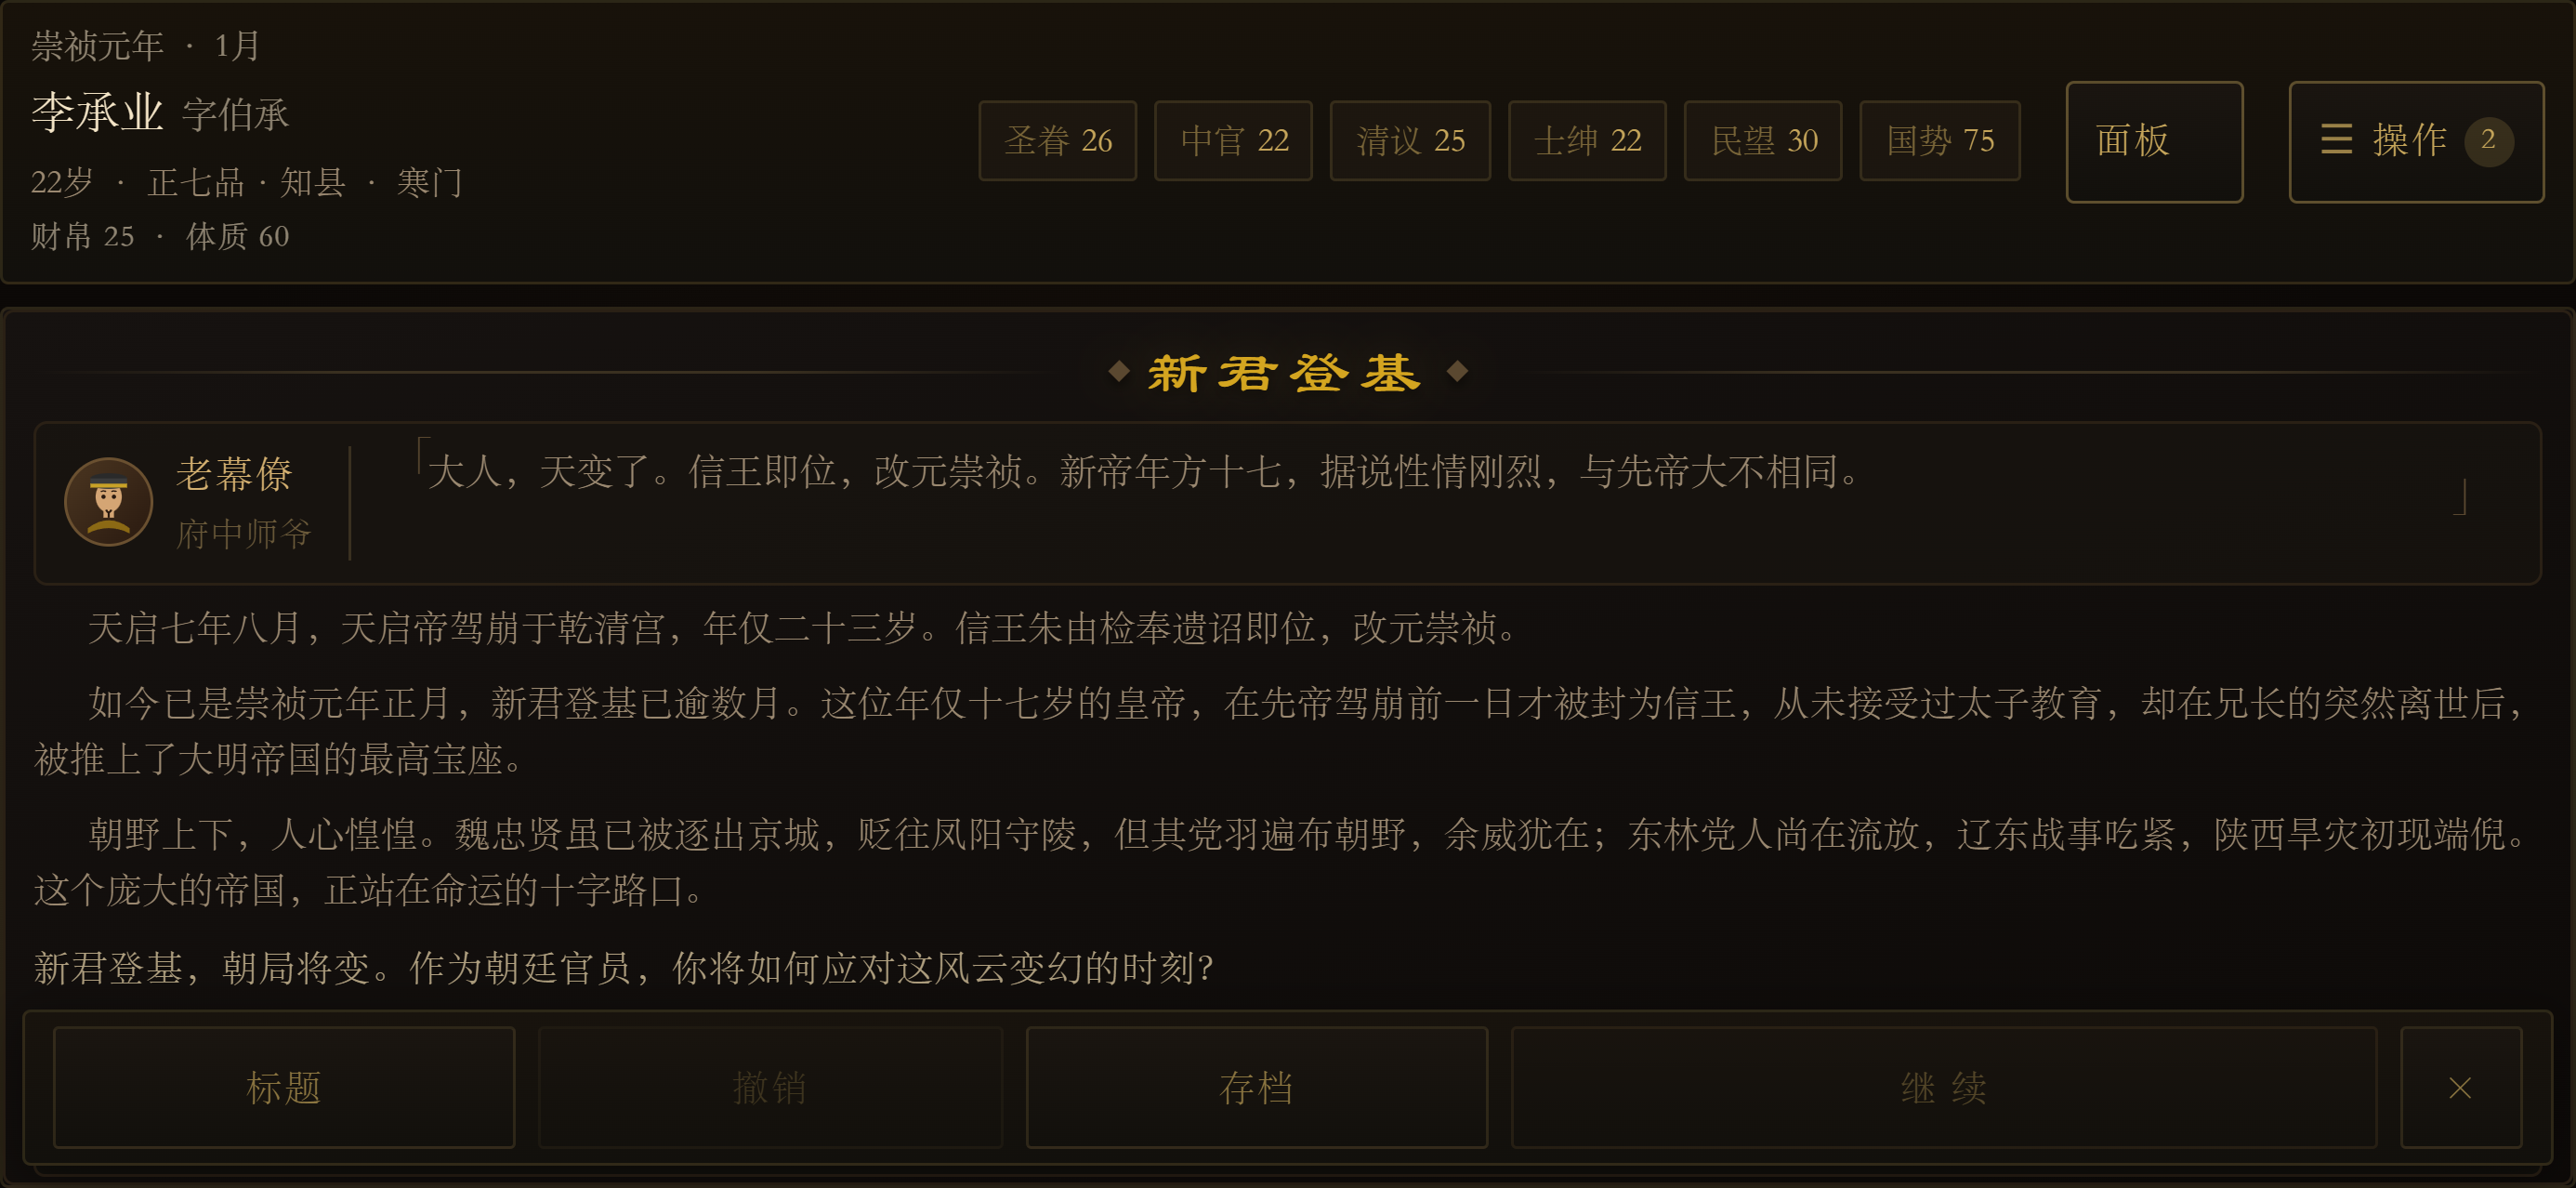 崇祯元年 · 1月
李承业 字伯承
22岁 · 正七品 · 知县 · 寒门
财帛 25 · 体质 60
圣眷 26
中官 22
清议 25
士绅 22
民望 30
国势 75
面板
☰ 操作 2
新君登基
老幕僚
府中师爷
「大人，天变了。信王即位，改元崇祯。新帝年方十七，据说性情刚烈，与先帝大不相同。」
天启七年八月，天启帝驾崩于乾清宫，年仅二十三岁。信王朱由检奉遗诏即位，改元崇祯。
如今已是崇祯元年正月，新君登基已逾数月。这位年仅十七岁的皇帝，在先帝驾崩前一日才被封为信王，从未接受过太子教育，却在兄长的突然离世后，
被推上了大明帝国的最高宝座。
朝野上下，人心惶惶。魏忠贤虽已被逐出京城，贬往凤阳守陵，但其党羽遍布朝野，余威犹在；东林党人尚在流放，辽东战事吃紧，陕西旱灾初现端倪。
这个庞大的帝国，正站在命运的十字路口。
新君登基，朝局将变。作为朝廷官员，你将如何应对这风云变幻的时刻？
标题
撤销
存档
继 续
×